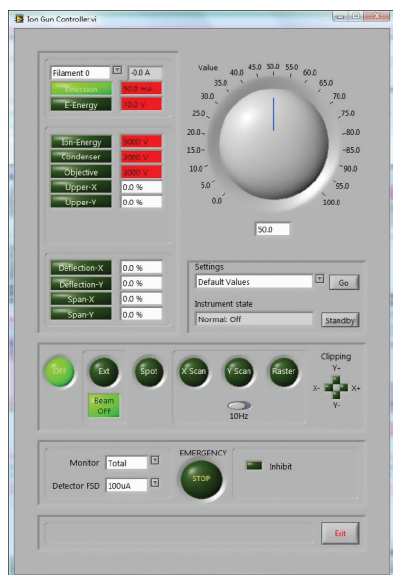 Ion Gun Controller.vi
Filament 0 -0.0 A
Emission 50.0 mA
E-Energy 70.0 V
Ion-Energy 5000 V
Condenser 3000 V
Objective 3000 V
Upper-X 0.0 %
Upper-Y 0.0 %
Deflection-X 0.0 %
Deflection-Y 0.0 %
Span-X 0.0 %
Span-Y 0.0 %
Value
0.0 5.0 10.0 15.0 20.0 25.0 30.0 35.0 40.0 45.0 50.0 55.0 60.0 65.0 70.0 75.0 80.0 85.0 90.0 95.0 100.0
50.0
Settings
Default Values Go
Instrument state
Normal: Off Standby
OFF Ext Spot X Scan Y Scan Raster
Beam
OFF
10Hz
Clipping
Y+
X- X+
Y-
Monitor Total
Detector FSD 100uA
EMERGENCY
STOP
Inhibit
Exit